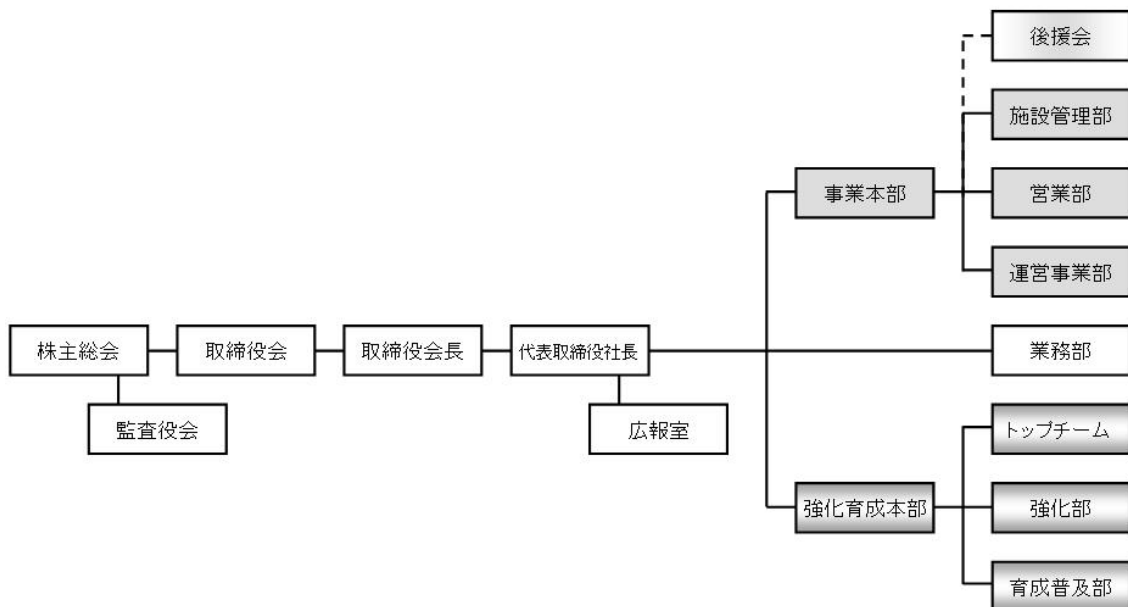 後援会
施設管理部
事業本部
営業部
運営事業部
株主総会
取締役会
取締役会長
代表取締役社長
業務部
監査役会
広報室
トップチーム
強化育成本部
強化部
育成普及部